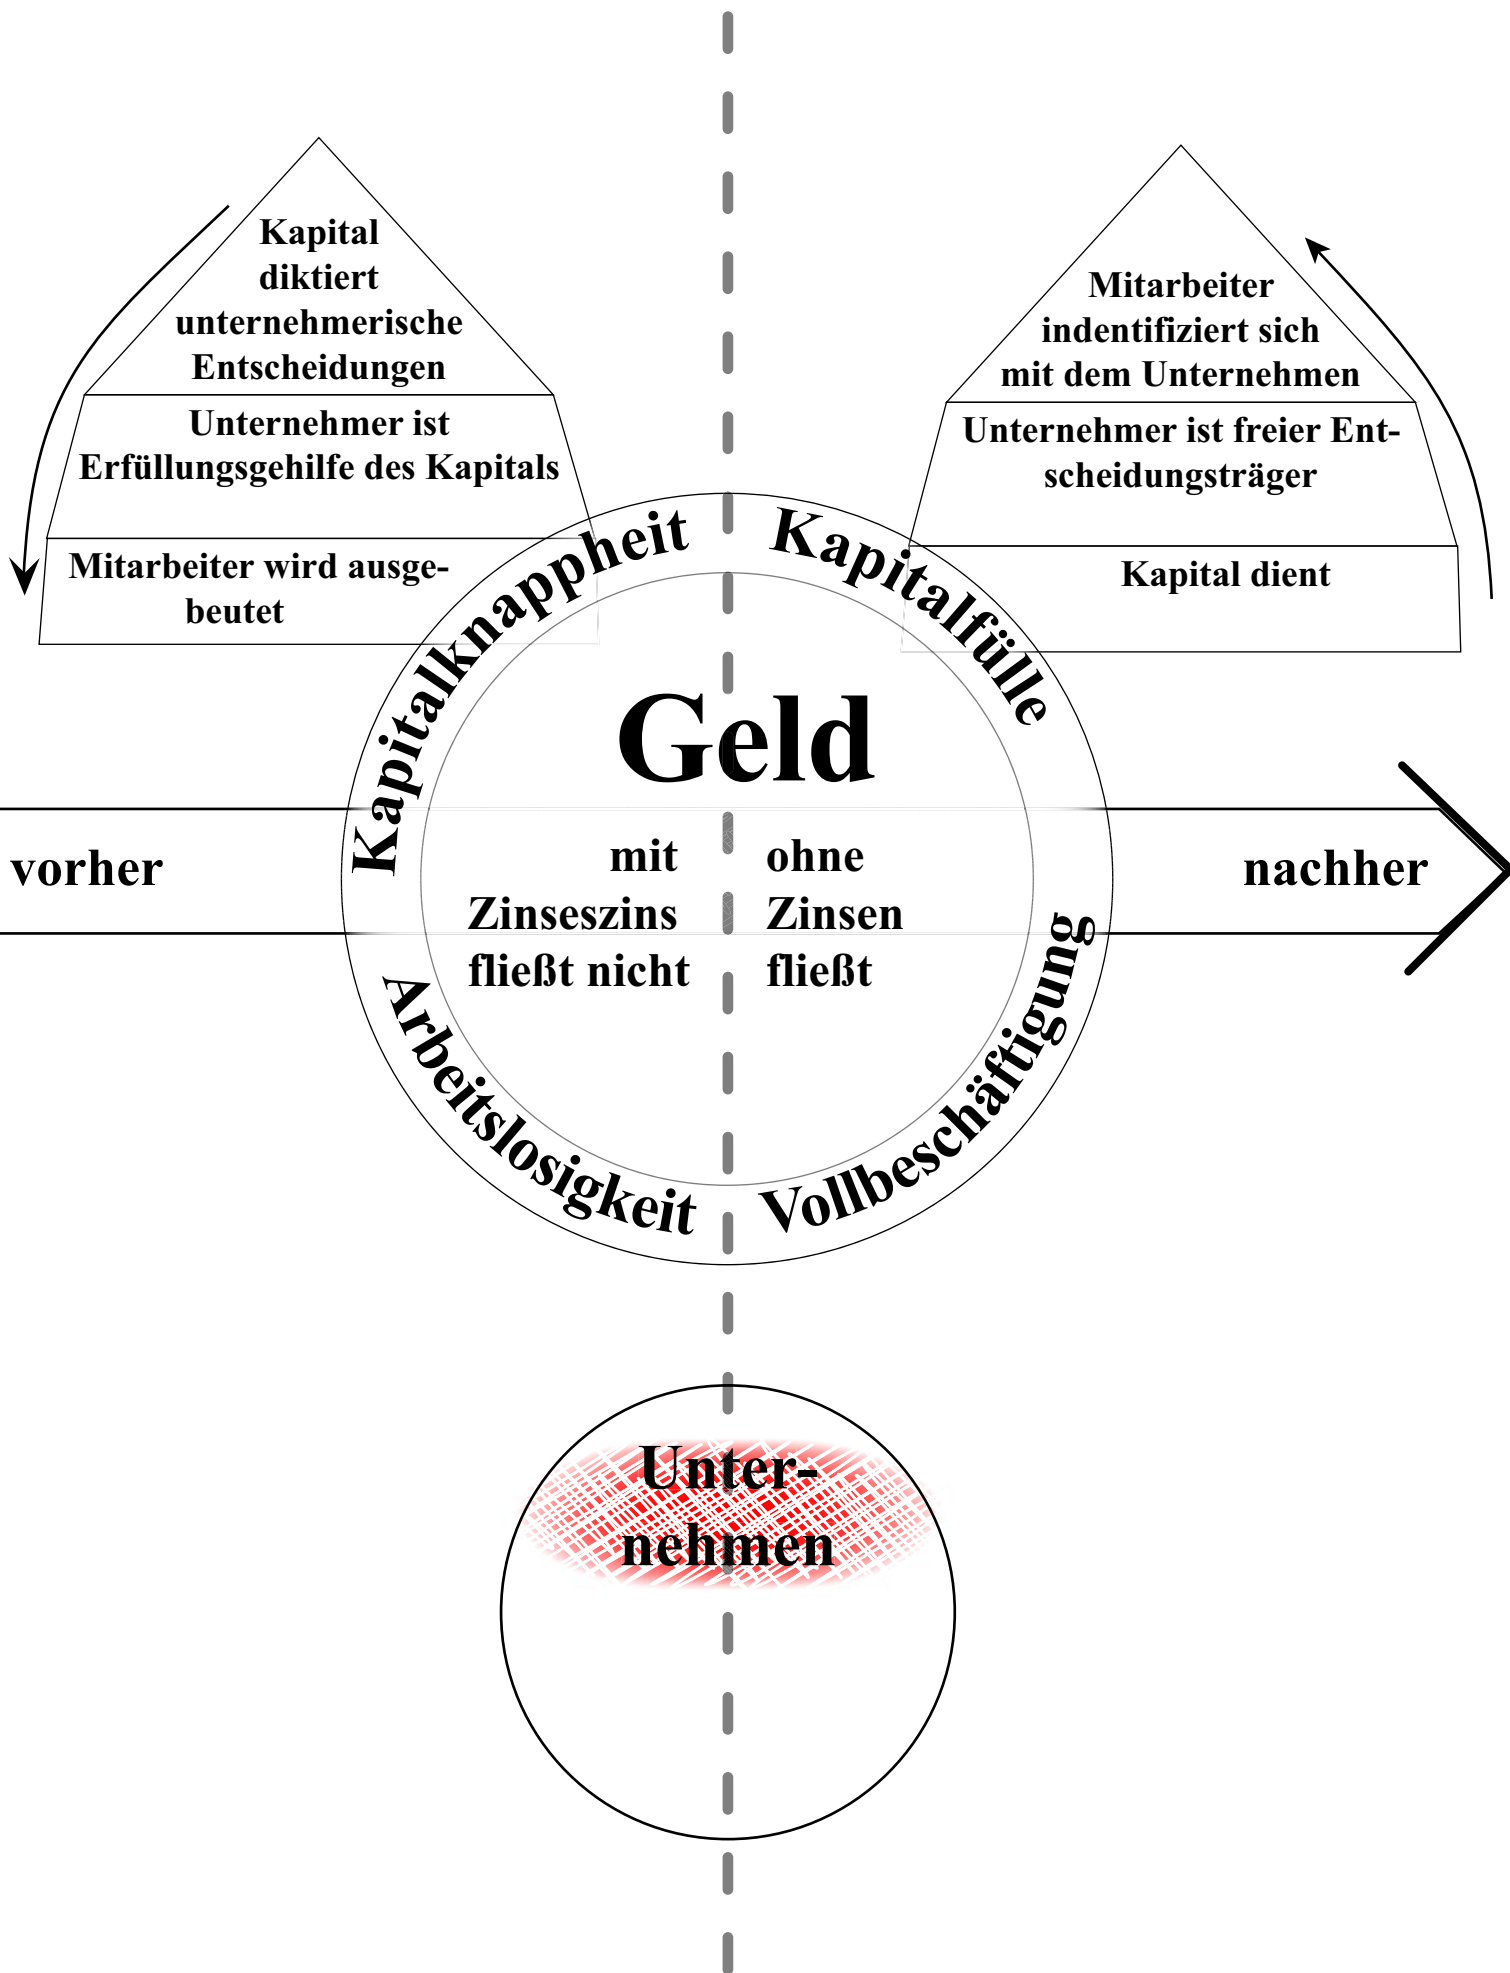 Kapital
diktiert
unternehmerische
Entscheidungen
Unternehmer ist
Erfüllungsgehilfe des Kapitals
Mitarbeiter wird ausge-
beutet
Mitarbeiter
indentifiziert sich
mit dem Unternehmen
Unternehmer ist freier Ent-
scheidungsträger
Kapital dient
Kapitalknappheit
Kapitalfülle
Geld
vorher
mit
Zinseszins
fließt nicht
ohne
Zinsen
fließt
nachher
Arbeitslosigkeit
Vollbeschäftigung
Unter-
nehmen